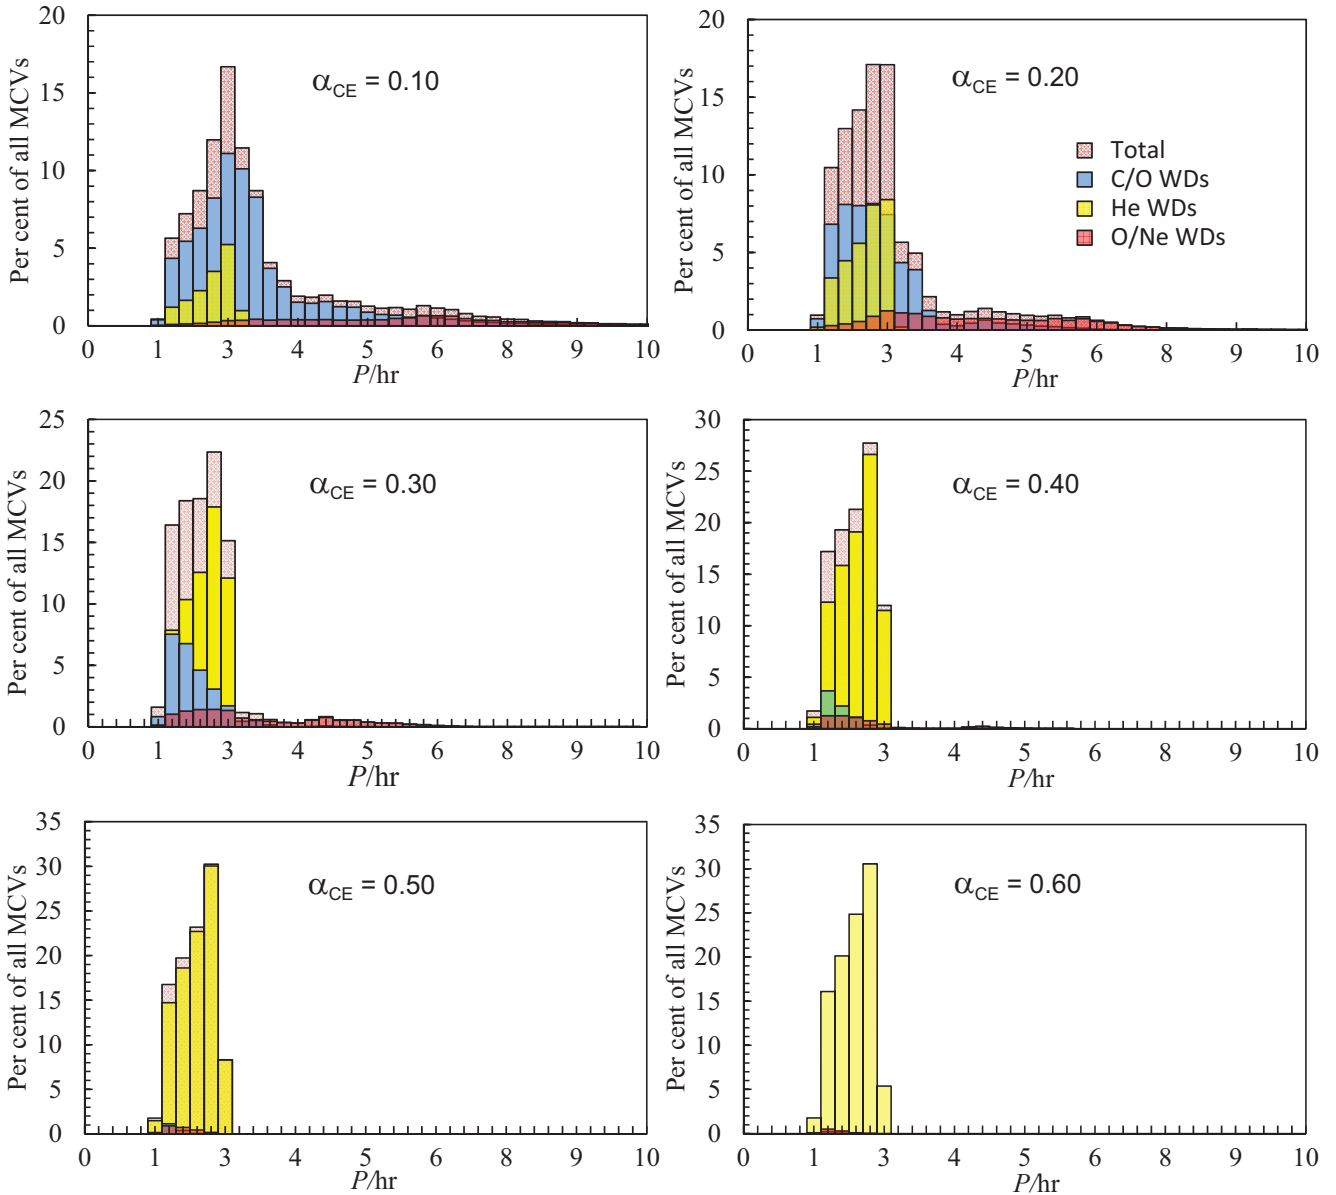 Per cent of all MCVs
20
15
10
5
0
αCE = 0.10
0 1 3 4 5 6 7 8 9 10
P/hr
Per cent of all MCVs
20
15
10
5
0
αCE = 0.20
Total
C/O WDs
He WDs
O/Ne WDs
0 1 3 4 5 6 7 8 9 10
P/hr
Per cent of all MCVs
25
20
15
10
5
0
αCE = 0.30
0 1 3 4 5 6 7 8 9 10
P/hr
Per cent of all MCVs
30
25
20
15
10
5
0
αCE = 0.40
0 1 3 4 5 6 7 8 9 10
P/hr
Per cent of all MCVs
35
30
25
20
15
10
5
0
αCE = 0.50
0 1 3 4 5 6 7 8 9 10
P/hr
Per cent of all MCVs
35
30
25
20
15
10
5
0
αCE = 0.60
0 1 3 4 5 6 7 8 9 10
P/hr